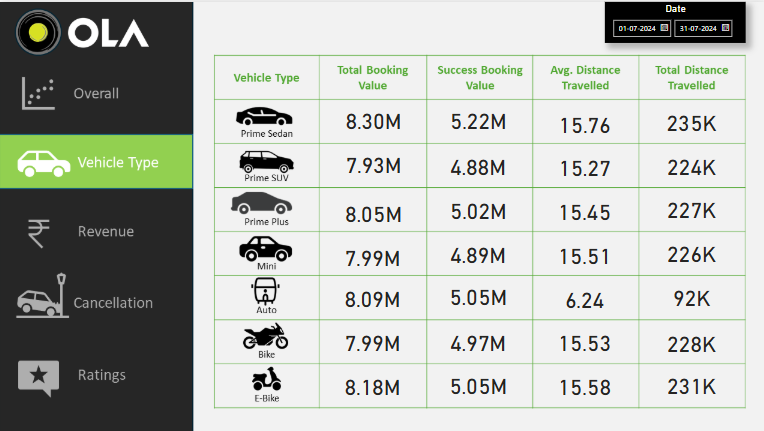 OLA
Date
01-07-2024 31-07-2024
Overall
Vehicle Type
Revenue
Cancellation
Ratings
Vehicle Type Total Booking Value Success Booking Value Avg. Distance Travelled Total Distance Travelled
Prime Sedan 8.30M 5.22M 15.76 235K
Prime SUV 7.93M 4.88M 15.27 224K
Prime Plus 8.05M 5.02M 15.45 227K
Mini 7.99M 4.89M 15.51 226K
Auto 8.09M 5.05M 6.24 92K
Bike 7.99M 4.97M 15.53 228K
E-Bike 8.18M 5.05M 15.58 231K